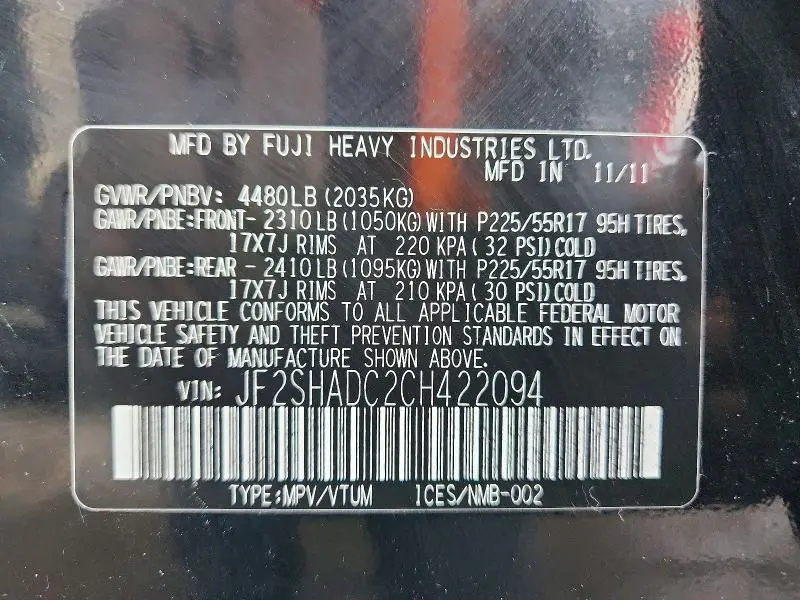 MFD BY FUJI HEAVY INDUSTRIES LTD.
MFD IN 11/11
GVWR/PNBV: 4480LB (2035KG)
GAWR/PNBE:FRONT- 2310 LB (1050KG) WITH P225/55R17 95H TIRES,
17X7J RIMS AT 220 KPA ( 32 PSI) COLD
GAWR/PNBE:REAR - 2410 LB (1095KG) WITH P225/55R17 95H TIRES,
17X7J RIMS AT 210 KPA ( 30 PSI) COLD
THIS VEHICLE CONFORMS TO ALL APPLICABLE FEDERAL MOTOR
VEHICLE SAFETY AND THEFT PREVENTION STANDARDS IN EFFECT ON
THE DATE OF MANUFACTURE SHOWN ABOVE.
VIN: JF2SHADC2CH422094
TYPE:MPV/VTUM ICES/NMB-002